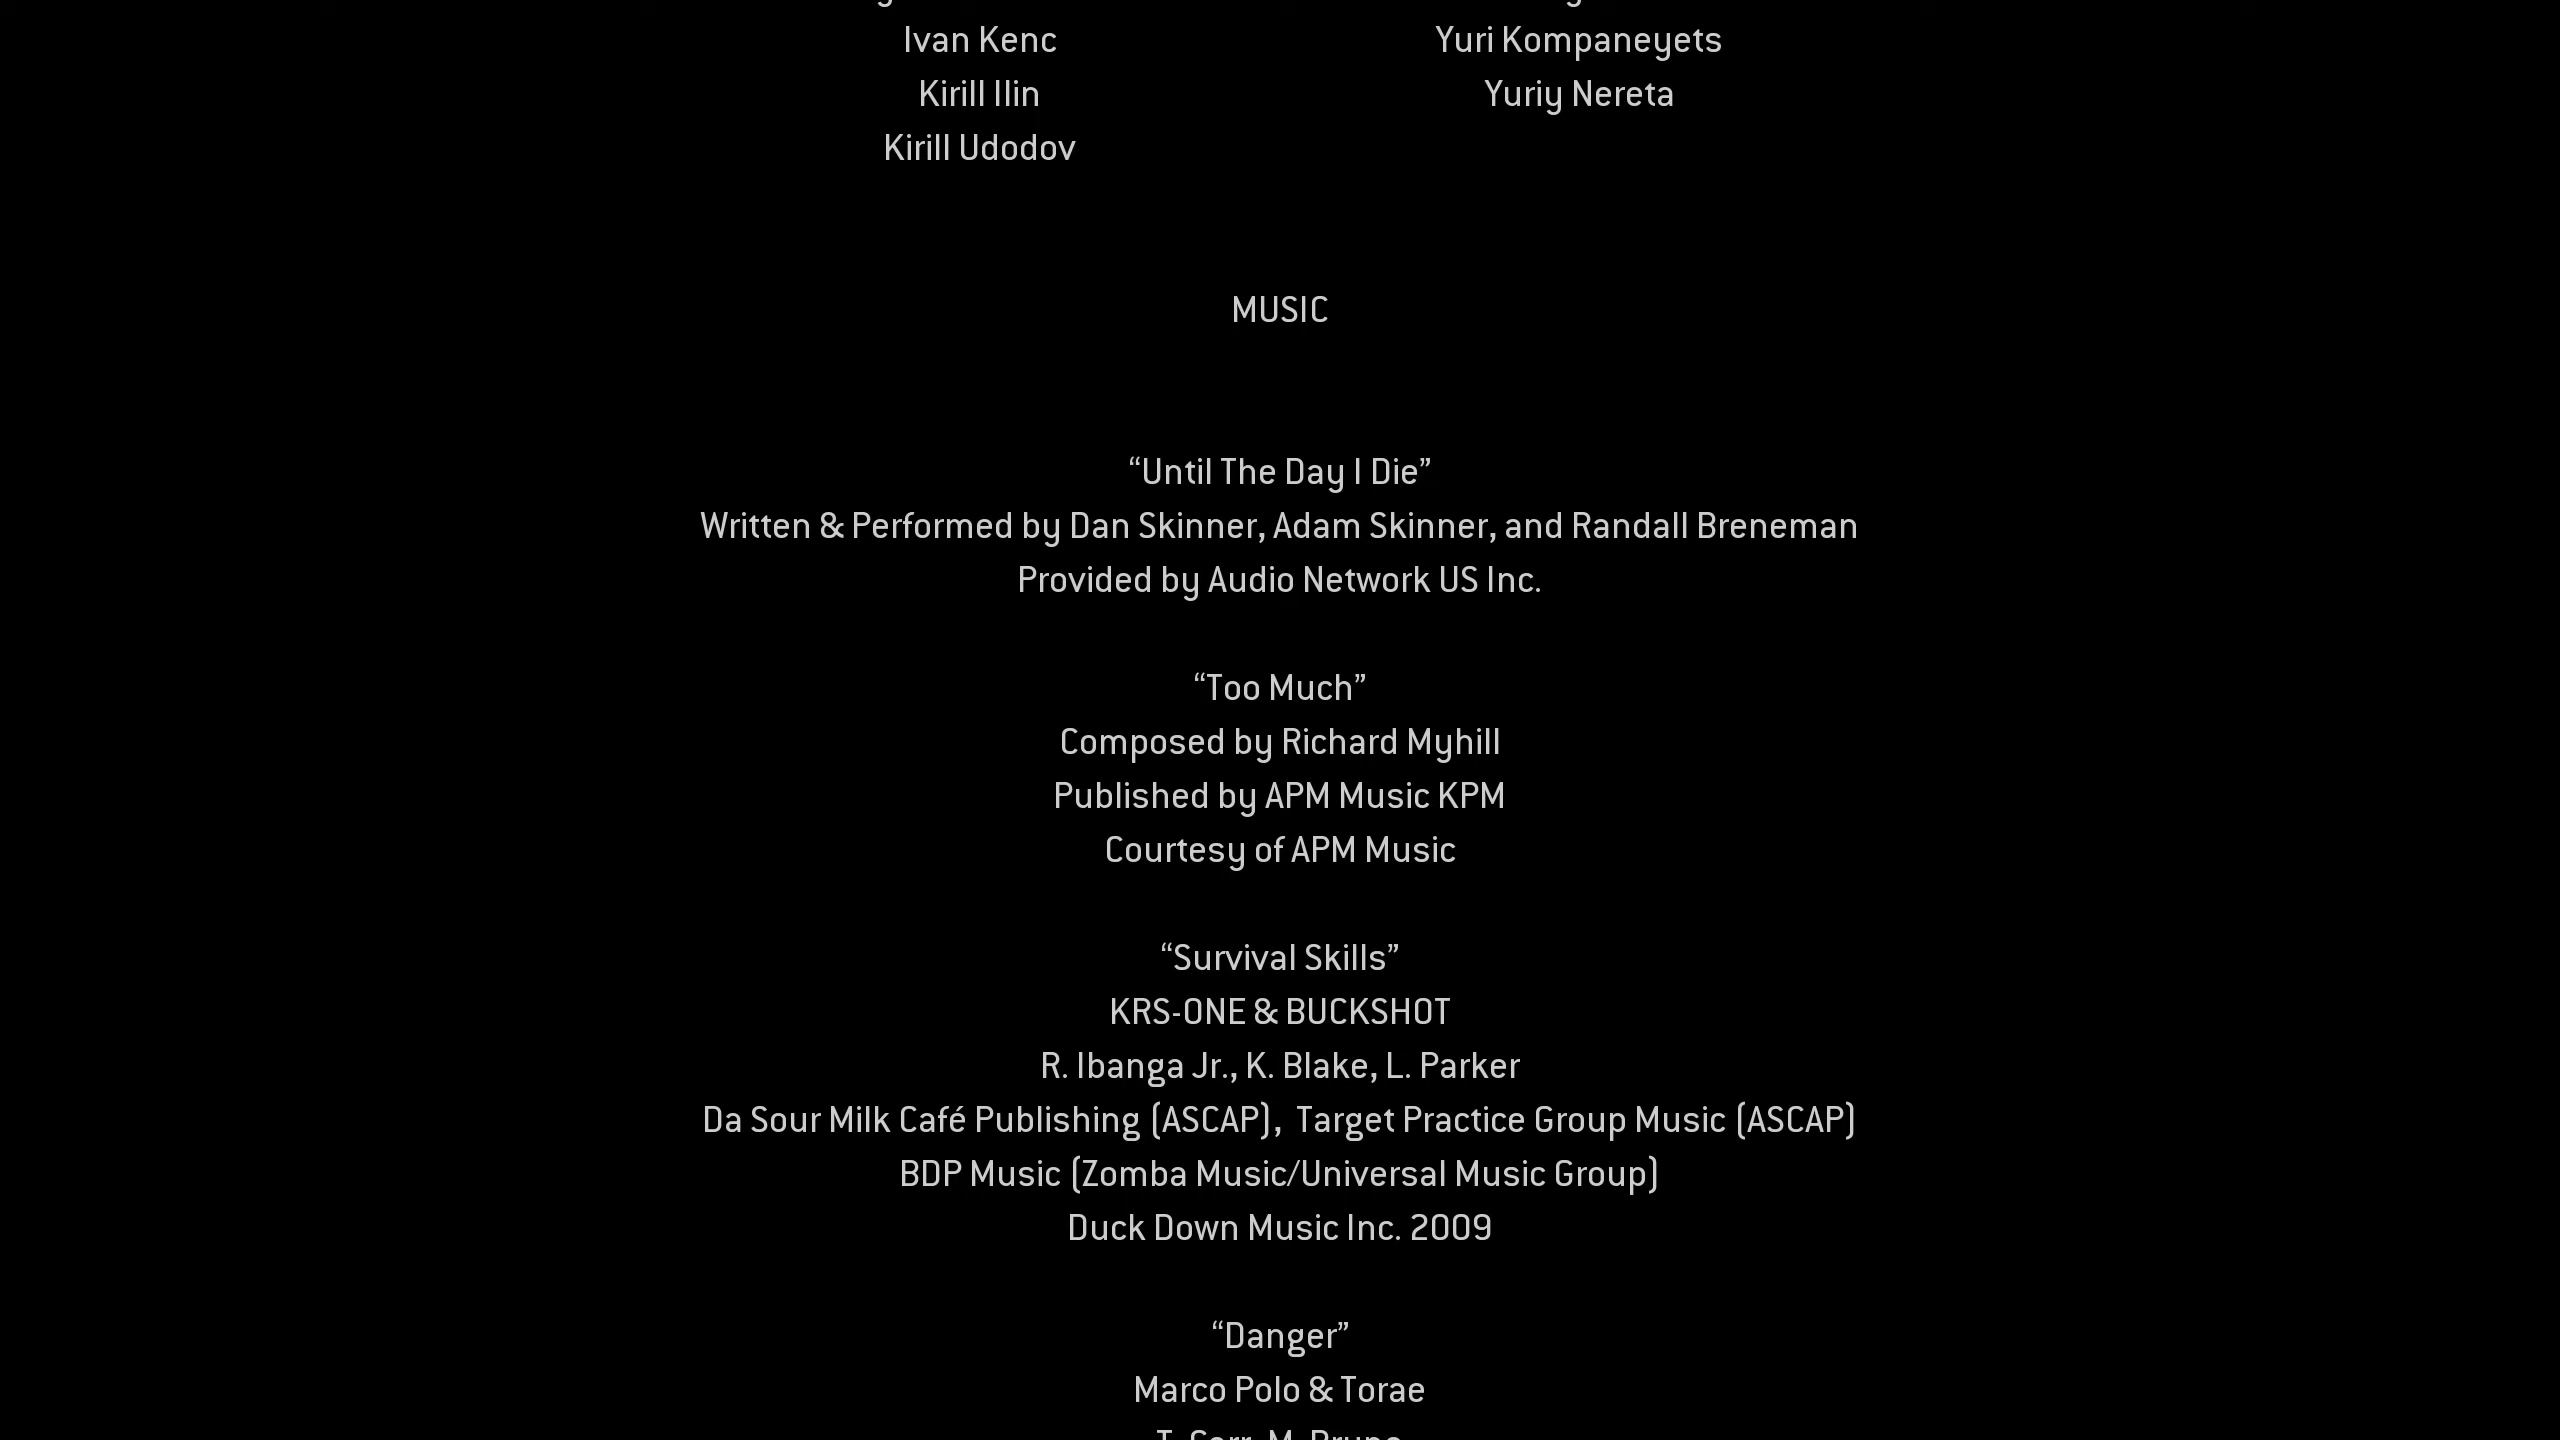 Ivan Kenc
Kirill Ilin
Kirill Udodov
Yuri Kompaneyets
Yuriy Nereta
MUSIC
“Until The Day I Die”
Written & Performed by Dan Skinner, Adam Skinner, and Randall Breneman
Provided by Audio Network US Inc.
“Too Much”
Composed by Richard Myhill
Published by APM Music KPM
Courtesy of APM Music
“Survival Skills”
KRS-ONE & BUCKSHOT
R. Ibanga Jr., K. Blake, L. Parker
Da Sour Milk Café Publishing (ASCAP), Target Practice Group Music (ASCAP)
BDP Music (Zomba Music/Universal Music Group)
Duck Down Music Inc. 2009
“Danger”
Marco Polo & Torae